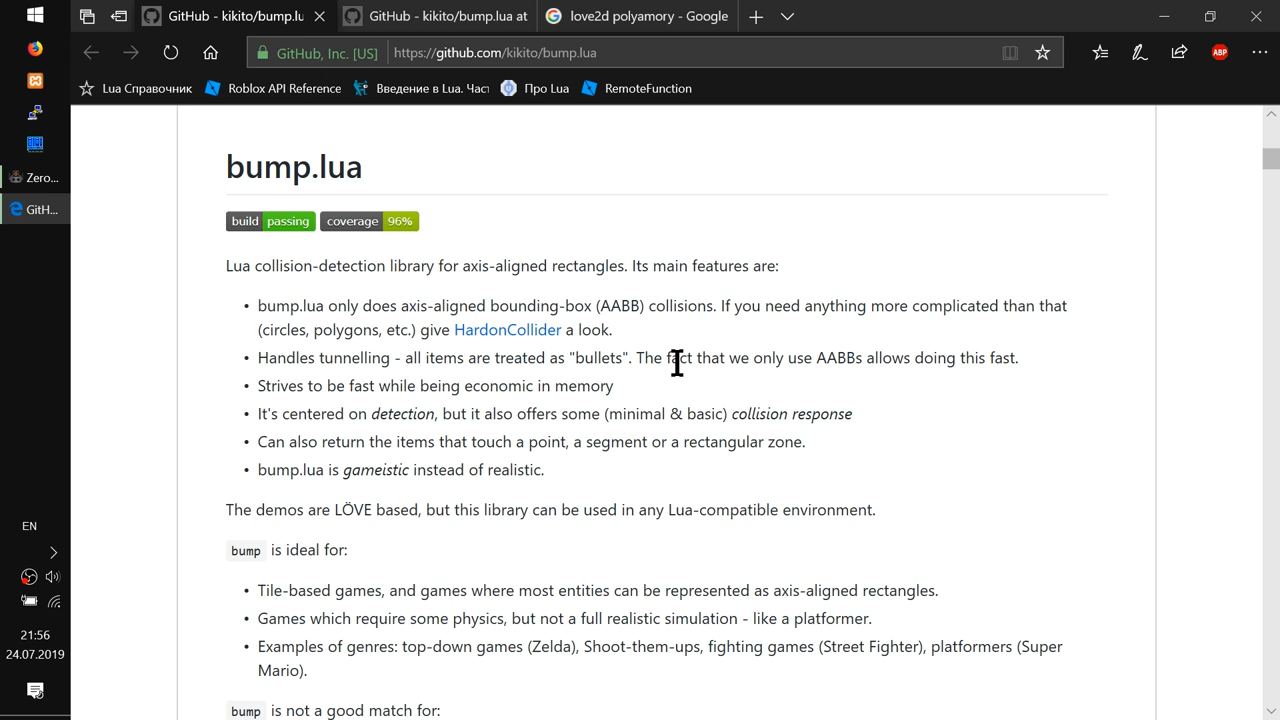 GitHub - kikito/bump.lu
GitHub - kikito/bump.lua at
love2d polyamory - Google
GitHub, Inc. [US]
https://github.com/kikito/bump.lua
ABP
Lua Справочник
Roblox API Reference
Введение в Lua. Част
Про Lua
RemoteFunction
Zero...
GitH...
bump.lua
build passing
coverage 96%
Lua collision-detection library for axis-aligned rectangles. Its main features are:
• bump.lua only does axis-aligned bounding-box (AABB) collisions. If you need anything more complicated than that
(circles, polygons, etc.) give HardonCollider a look.
• Handles tunnelling - all items are treated as "bullets". The fact that we only use AABBs allows doing this fast.
• Strives to be fast while being economic in memory
• It's centered on detection, but it also offers some (minimal & basic) collision response
• Can also return the items that touch a point, a segment or a rectangular zone.
• bump.lua is gameistic instead of realistic.
The demos are LÖVE based, but this library can be used in any Lua-compatible environment.
bump is ideal for:
• Tile-based games, and games where most entities can be represented as axis-aligned rectangles.
• Games which require some physics, but not a full realistic simulation - like a platformer.
• Examples of genres: top-down games (Zelda), Shoot-them-ups, fighting games (Street Fighter), platformers (Super
Mario).
bump is not a good match for:
EN
21:56
24.07.2019